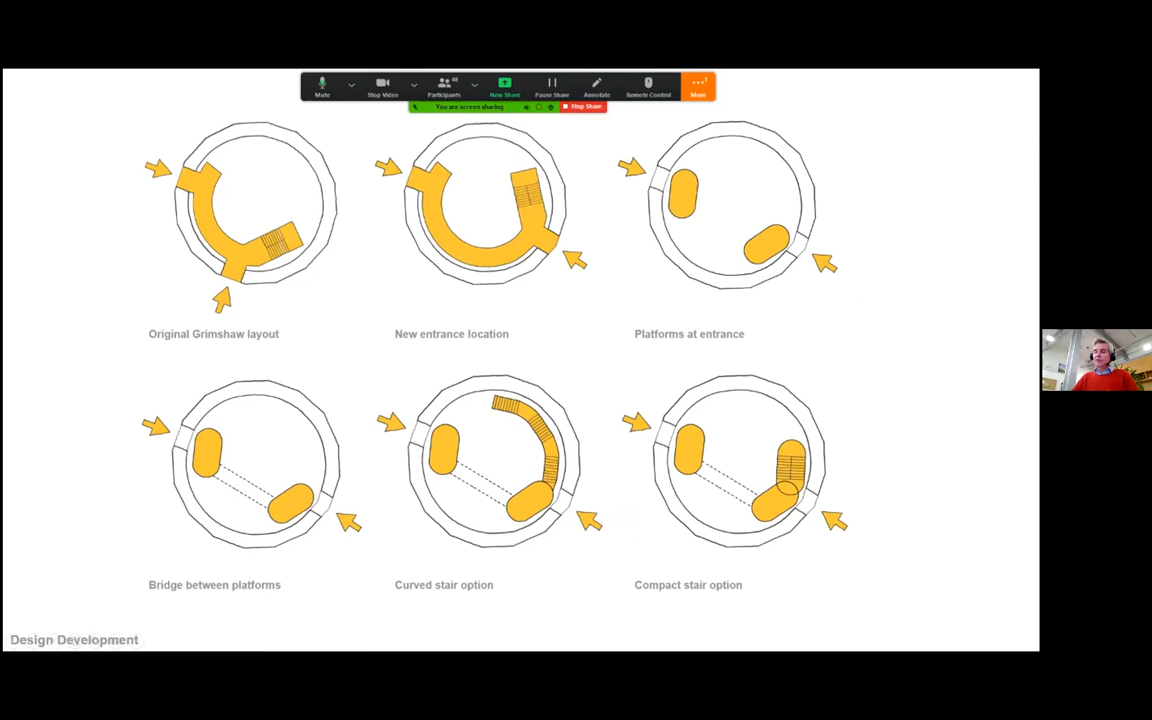 48
Mute Stop Video Participants New Share Pause Share Annotate Remote Control More
You are screen sharing Stop Share
Original Grimshaw layout New entrance location Platforms at entrance
Bridge between platforms Curved stair option Compact stair option
Design Development